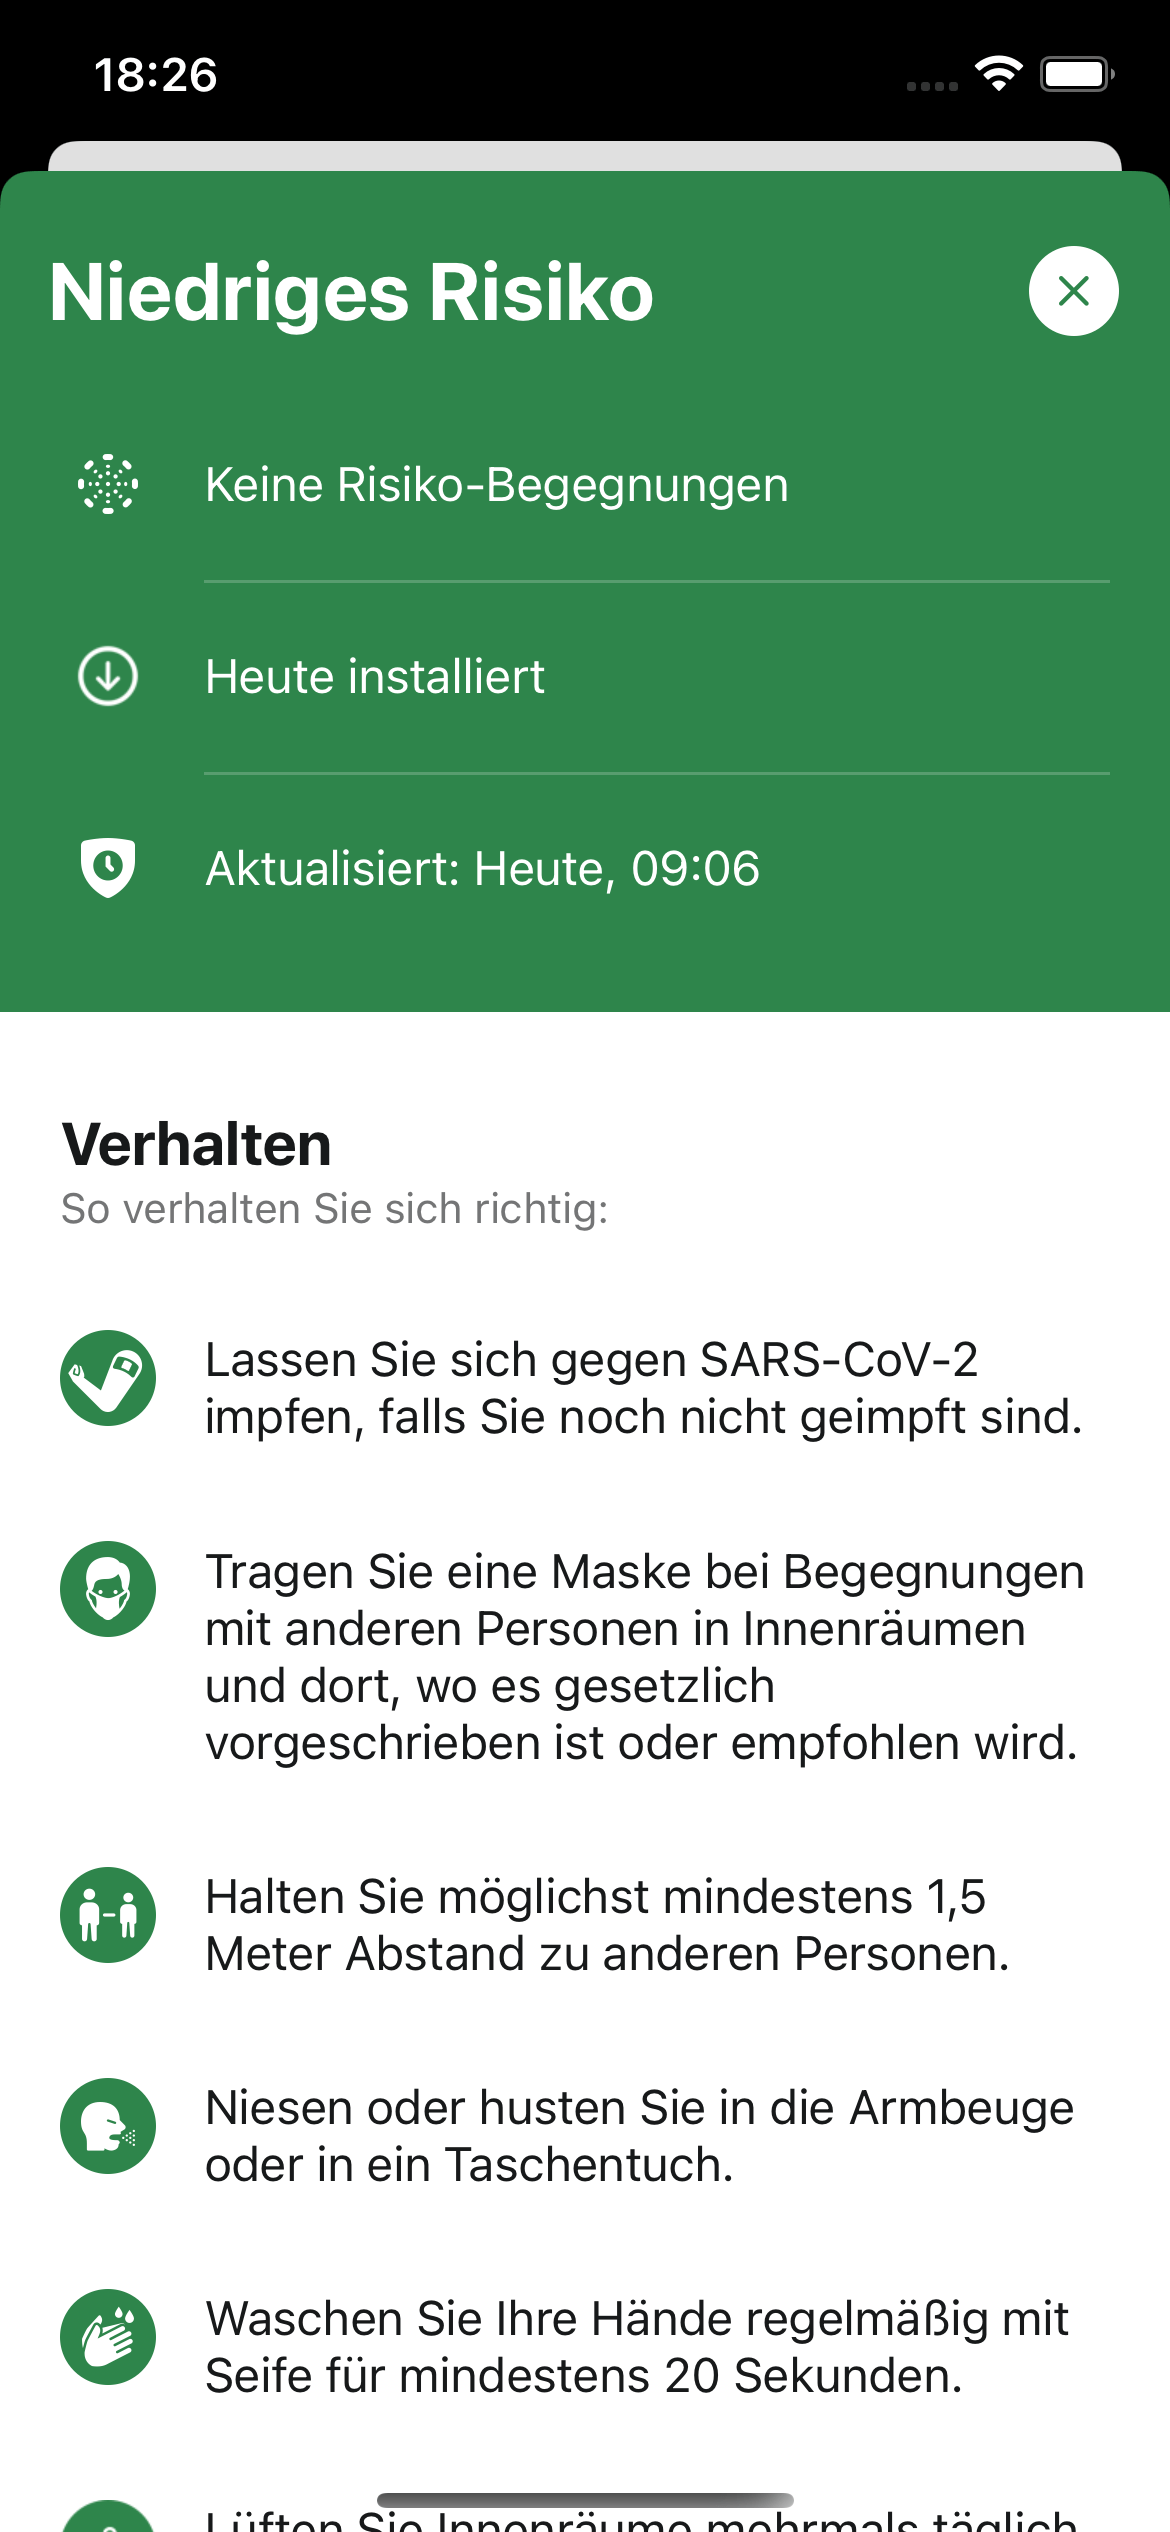 18:26
Niedriges Risiko
Keine Risiko-Begegnungen
Heute installiert
Aktualisiert: Heute, 09:06
Verhalten
So verhalten Sie sich richtig:
Lassen Sie sich gegen SARS-CoV-2
impfen, falls Sie noch nicht geimpft sind.
Tragen Sie eine Maske bei Begegnungen
mit anderen Personen in Innenräumen
und dort, wo es gesetzlich
vorgeschrieben ist oder empfohlen wird.
Halten Sie möglichst mindestens 1,5
Meter Abstand zu anderen Personen.
Niesen oder husten Sie in die Armbeuge
oder in ein Taschentuch.
Waschen Sie Ihre Hände regelmäßig mit
Seife für mindestens 20 Sekunden.
Lüften Sie Innenräume mehrmals täglich